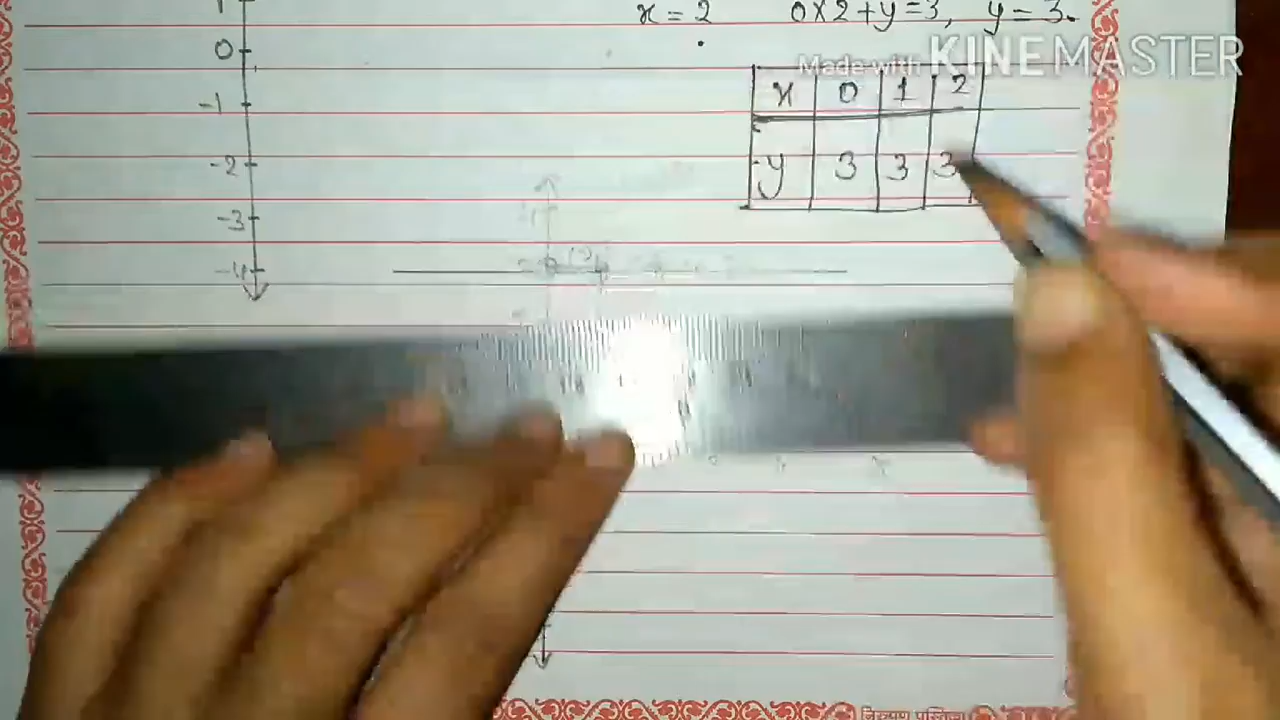 x = 2 0×2+y=3, y=3.
Made with KINEMASTER
0
-1
-2
-3
-4
x 0 1 2
y 3 3 3
निरूपण पुस्तिका